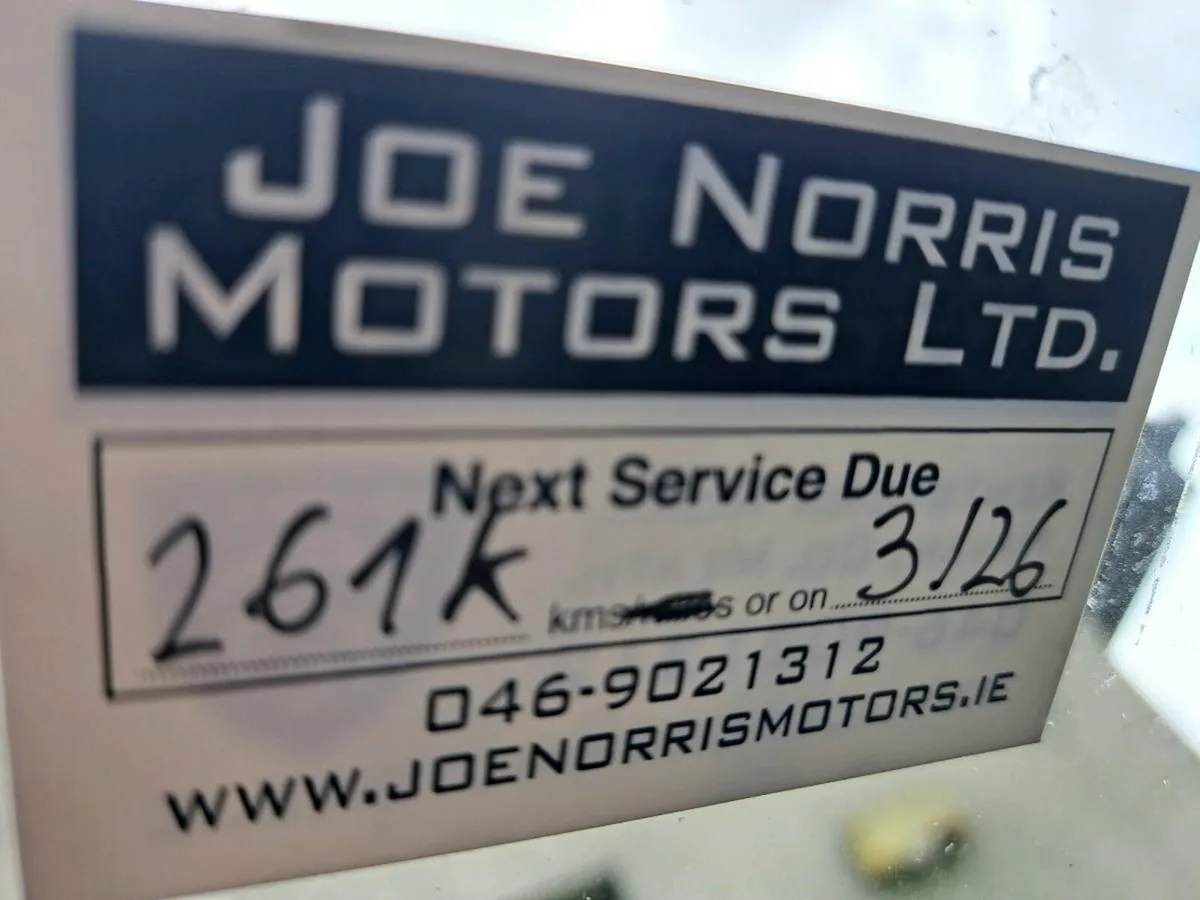 JOE NORRIS
MOTORS LTD.
Next Service Due
261k kms or on 3/26
046-9021312
WWW.JOENORRISMOTORS.IE